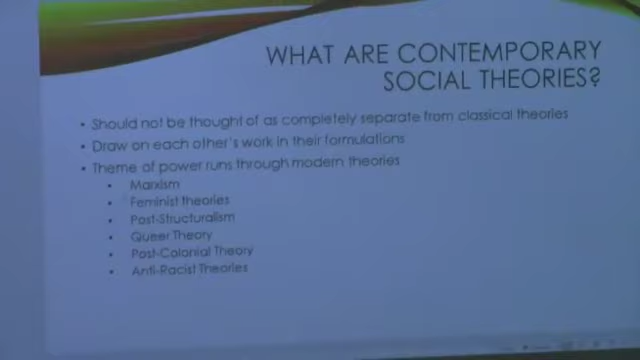 WHAT ARE CONTEMPORARY
SOCIAL THEORIES?
• Should not be thought of as completely separate from classical theories
• Draw on each other's work in their formulations
• Theme of power runs through modern theories
• Marxism
• Feminist theories
• Post-Structuralism
• Queer Theory
• Post-Colonial Theory
• Anti-Racist Theories